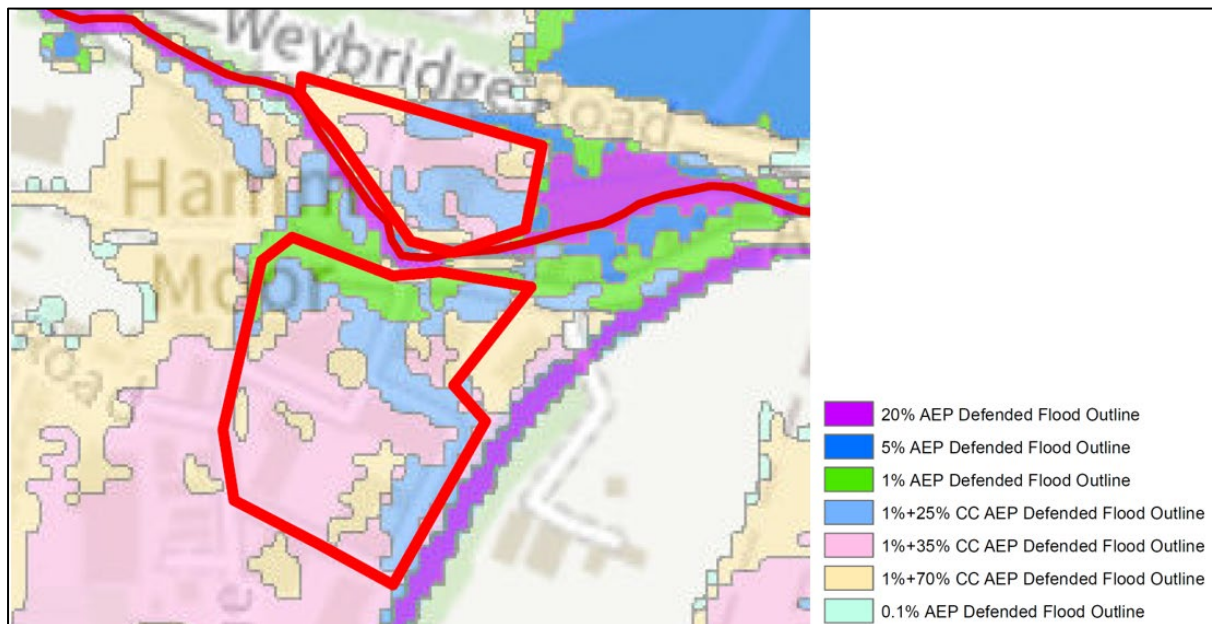 Weybridge Road
Hamm
Moor
20% AEP Defended Flood Outline
5% AEP Defended Flood Outline
1% AEP Defended Flood Outline
1%+25% CC AEP Defended Flood Outline
1%+35% CC AEP Defended Flood Outline
1%+70% CC AEP Defended Flood Outline
0.1% AEP Defended Flood Outline